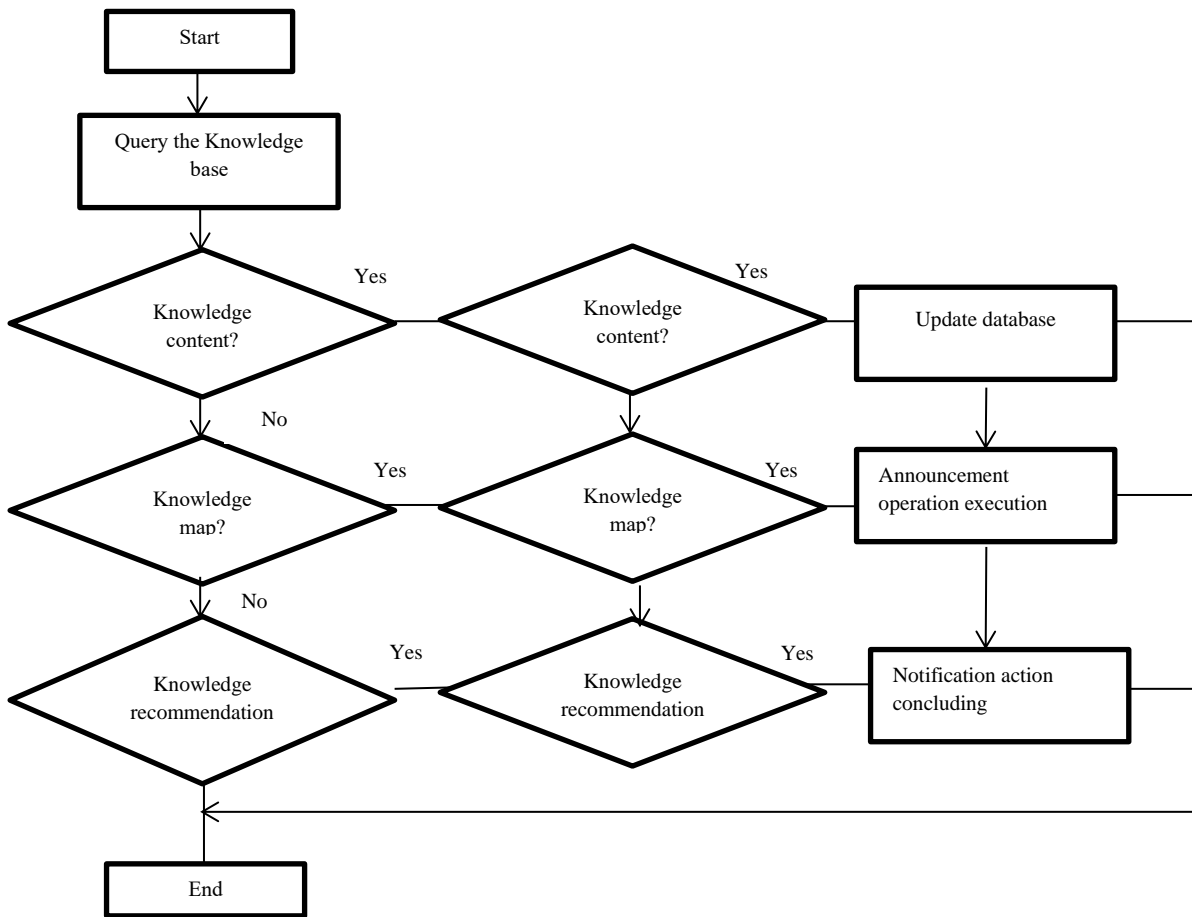 Start
Query the Knowledge
base
Yes
Yes
Knowledge
content?
Knowledge
content?
Update database
No
Yes
Yes
Knowledge
map?
Knowledge
map?
Announcement
operation execution
No
Yes
Yes
Knowledge
recommendation
Knowledge
recommendation
Notification action
concluding
End